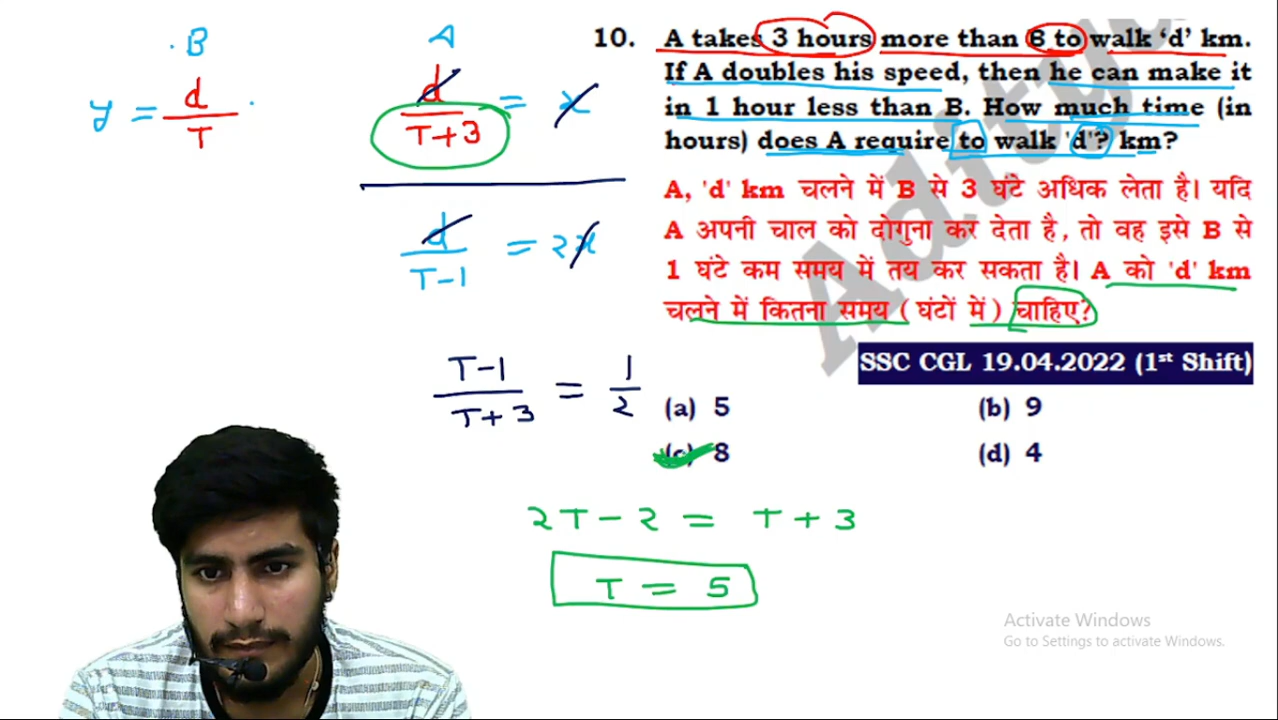 B
y = d/T
A
d/T+3 = x
d/T-1 = 2x
T-1/T+3 = 1/2
10. A takes 3 hours more than B to walk ‘d’ km.
If A doubles his speed, then he can make it
in 1 hour less than B. How much time (in
hours) does A require to walk 'd'? km?
A, 'd' km चलने में B से 3 घंटे अधिक लेता है। यदि
A अपनी चाल को दोगुना कर देता है, तो वह इसे B से
1 घंटे कम समय में तय कर सकता है। A को 'd' km
चलने में कितना समय (घंटों में) चाहिए?
SSC CGL 19.04.2022 (1st Shift)
(a) 5 (b) 9
(c) 8 (d) 4
2T - 2 = T + 3
T = 5
Aditya
Activate Windows
Go to Settings to activate Windows.